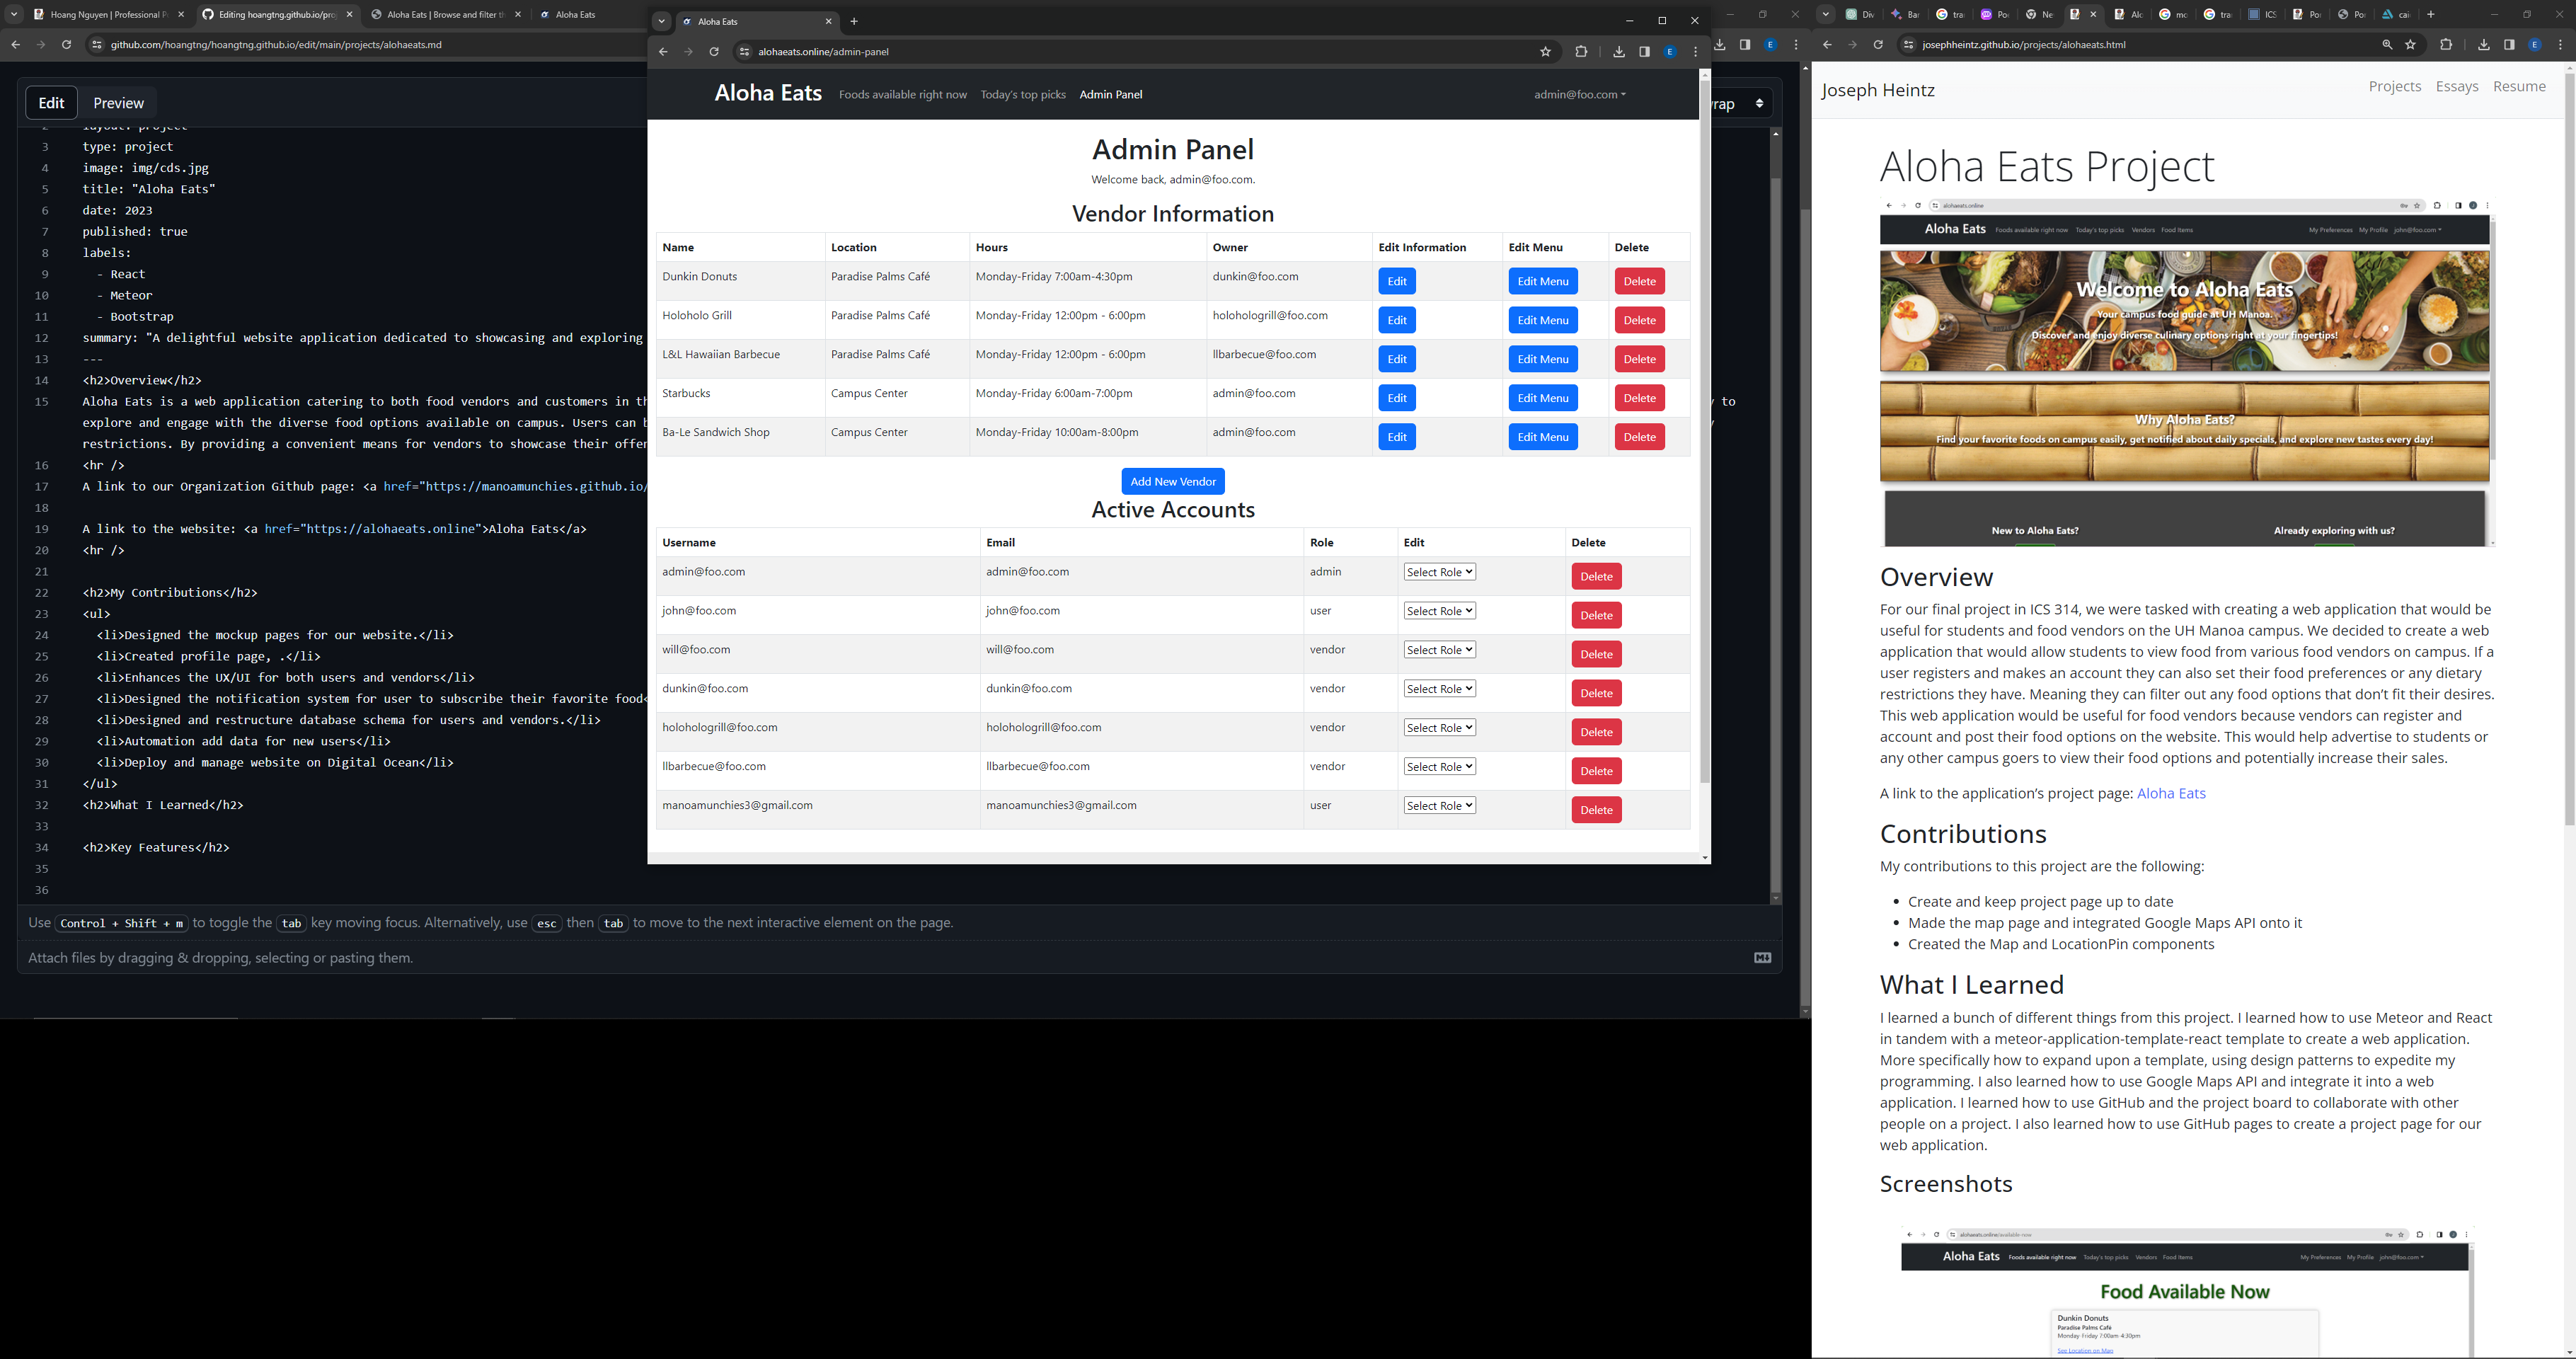 Hoang Nguyen | Professional P
Editing hoangtng.github.io/proj
Aloha Eats | Browse and filter th
Aloha Eats
github.com/hoangtng/hoangtng.github.io/edit/main/projects/alohaeats.md
Edit
Preview
wrap
2 layout: project
3 type: project
4 image: img/cds.jpg
5 title: "Aloha Eats"
6 date: 2023
7 published: true
8 labels:
9 - React
10 - Meteor
11 - Bootstrap
12 summary: "A delightful website application dedicated to showcasing and exploring
13 ---
14 <h2>Overview</h2>
15 Aloha Eats is a web application catering to both food vendors and customers in th
y to
explore and engage with the diverse food options available on campus. Users can b
restrictions. By providing a convenient means for vendors to showcase their offer
16 <hr />
17 A link to our Organization Github page: <a href="https://manoamunchies.github.io/
18
19 A link to the website: <a href="https://alohaeats.online">Aloha Eats</a>
20 <hr />
21
22 <h2>My Contributions</h2>
23 <ul>
24 <li>Designed the mockup pages for our website.</li>
25 <li>Created profile page, .</li>
26 <li>Enhances the UX/UI for both users and vendors</li>
27 <li>Designed the notification system for user to subscribe their favorite food<
28 <li>Designed and restructure database schema for users and vendors.</li>
29 <li>Automation add data for new users</li>
30 <li>Deploy and manage website on Digital Ocean</li>
31 </ul>
32 <h2>What I Learned</h2>
33
34 <h2>Key Features</h2>
35
36
Use Control + Shift + m to toggle the tab key moving focus. Alternatively, use esc then tab to move to the next interactive element on the page.
Attach files by dragging & dropping, selecting or pasting them.
Aloha Eats
alohaeats.online/admin-panel
E
Aloha Eats Foods available right now Today's top picks Admin Panel admin@foo.com
Admin Panel
Welcome back, admin@foo.com.
Vendor Information
Name Location Hours Owner Edit Information Edit Menu Delete
Dunkin Donuts Paradise Palms Café Monday-Friday 7:00am-4:30pm dunkin@foo.com Edit Edit Menu Delete
Holoholo Grill Paradise Palms Café Monday-Friday 12:00pm - 6:00pm holohologrill@foo.com Edit Edit Menu Delete
L&L Hawaiian Barbecue Paradise Palms Café Monday-Friday 12:00pm - 6:00pm llbarbecue@foo.com Edit Edit Menu Delete
Starbucks Campus Center Monday-Friday 6:00am-7:00pm admin@foo.com Edit Edit Menu Delete
Ba-Le Sandwich Shop Campus Center Monday-Friday 10:00am-8:00pm admin@foo.com Edit Edit Menu Delete
Add New Vendor
Active Accounts
Username Email Role Edit Delete
admin@foo.com admin@foo.com admin Select Role Delete
john@foo.com john@foo.com user Select Role Delete
will@foo.com will@foo.com vendor Select Role Delete
dunkin@foo.com dunkin@foo.com vendor Select Role Delete
holohologrill@foo.com holohologrill@foo.com vendor Select Role Delete
llbarbecue@foo.com llbarbecue@foo.com vendor Select Role Delete
manoamunchies3@gmail.com manoamunchies3@gmail.com user Select Role Delete
E
Div Bar tra Po Ne Alo mo tra ICS Por Po cai
josephheintz.github.io/projects/alohaeats.html
E
Joseph Heintz Projects Essays Resume
Aloha Eats Project
alohaeats.online
Aloha Eats Foods available right now Today's top picks Vendors Food Items My Preferences My Profile john@foo.com
Welcome to Aloha Eats
Your campus food guide at UH Manoa.
Discover and enjoy diverse culinary options right at your fingertips!
Why Aloha Eats?
Find your favorite foods on campus easily, get notified about daily specials, and explore new tastes every day!
New to Aloha Eats? Already exploring with us?
Overview
For our final project in ICS 314, we were tasked with creating a web application that would be
useful for students and food vendors on the UH Manoa campus. We decided to create a web
application that would allow students to view food from various food vendors on campus. If a
user registers and makes an account they can also set their food preferences or any dietary
restrictions they have. Meaning they can filter out any food options that don't fit their desires.
This web application would be useful for food vendors because vendors can register and
account and post their food options on the website. This would help advertise to students or
any other campus goers to view their food options and potentially increase their sales.
A link to the application's project page: Aloha Eats
Contributions
My contributions to this project are the following:
• Create and keep project page up to date
• Made the map page and integrated Google Maps API onto it
• Created the Map and LocationPin components
What I Learned
I learned a bunch of different things from this project. I learned how to use Meteor and React
in tandem with a meteor-application-template-react template to create a web application.
More specifically how to expand upon a template, using design patterns to expedite my
programming. I also learned how to use Google Maps API and integrate it into a web
application. I learned how to use GitHub and the project board to collaborate with other
people on a project. I also learned how to use GitHub pages to create a project page for our
web application.
Screenshots
alohaeats.online/available-now
Aloha Eats Foods available right now Today's top picks Vendors Food Items My Preferences My Profile john@foo.com
Food Available Now
Dunkin Donuts
Paradise Palms Café
Monday-Friday 7:00am-4:30pm
See Location on Map